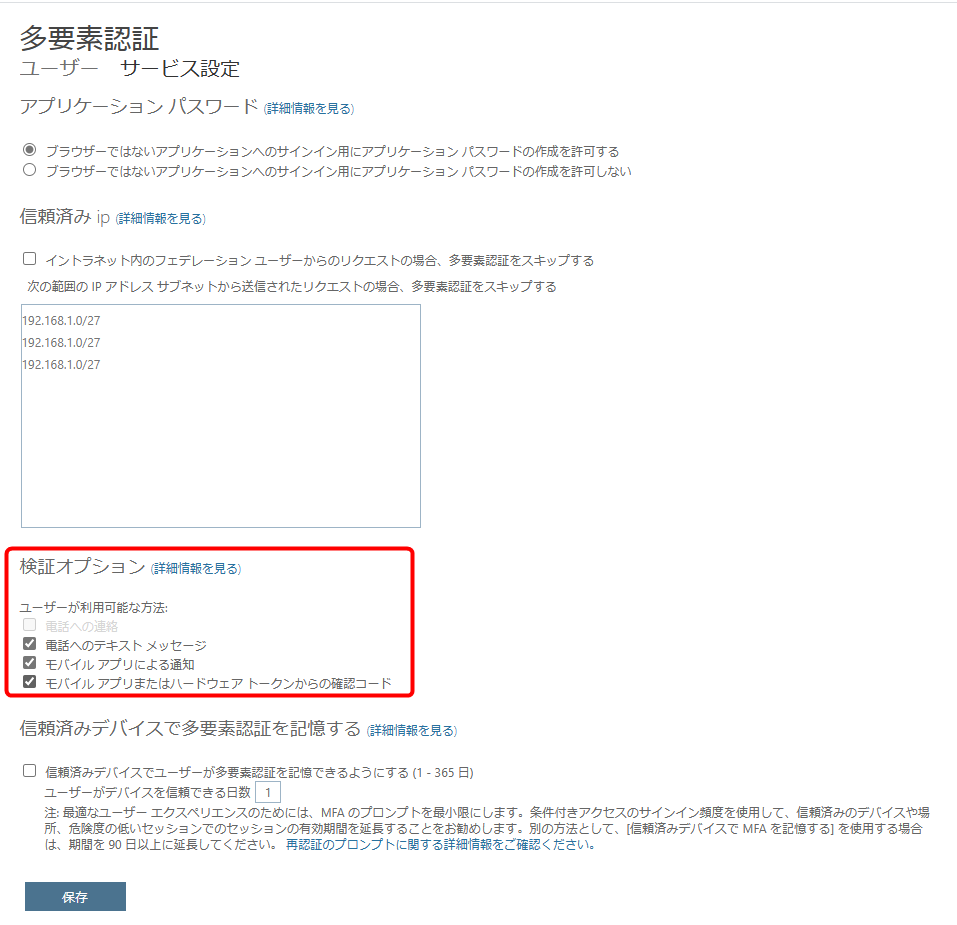 多要素認証
ユーザー サービス設定
アプリケーション パスワード (詳細情報を見る)
ブラウザーではないアプリケーションへのサインイン用にアプリケーション パスワードの作成を許可する
ブラウザーではないアプリケーションへのサインイン用にアプリケーション パスワードの作成を許可しない
信頼済み ip (詳細情報を見る)
イントラネット内のフェデレーション ユーザーからのリクエストの場合、多要素認証をスキップする
次の範囲の IP アドレス サブネットから送信されたリクエストの場合、多要素認証をスキップする
192.168.1.0/27
192.168.1.0/27
192.168.1.0/27
検証オプション (詳細情報を見る)
ユーザーが利用可能な方法:
電話への連絡
電話へのテキスト メッセージ
モバイル アプリによる通知
モバイル アプリまたはハードウェア トークンからの確認コード
信頼済みデバイスで多要素認証を記憶する (詳細情報を見る)
信頼済みデバイスでユーザーが多要素認証を記憶できるようにする (1 - 365 日)
ユーザーがデバイスを信頼できる日数 1
注: 最適なユーザー エクスペリエンスのためには、MFA のプロンプトを最小限にします。条件付きアクセスのサインイン頻度を使用して、信頼済みのデバイスや場
所、危険度の低いセッションでのセッションの有効期間を延長することをお勧めします。別の方法として、[信頼済みデバイスで MFA を記憶する] を使用する場合
は、期間を 90 日以上に延長してください。 再認証のプロンプトに関する詳細情報をご確認ください。
保存